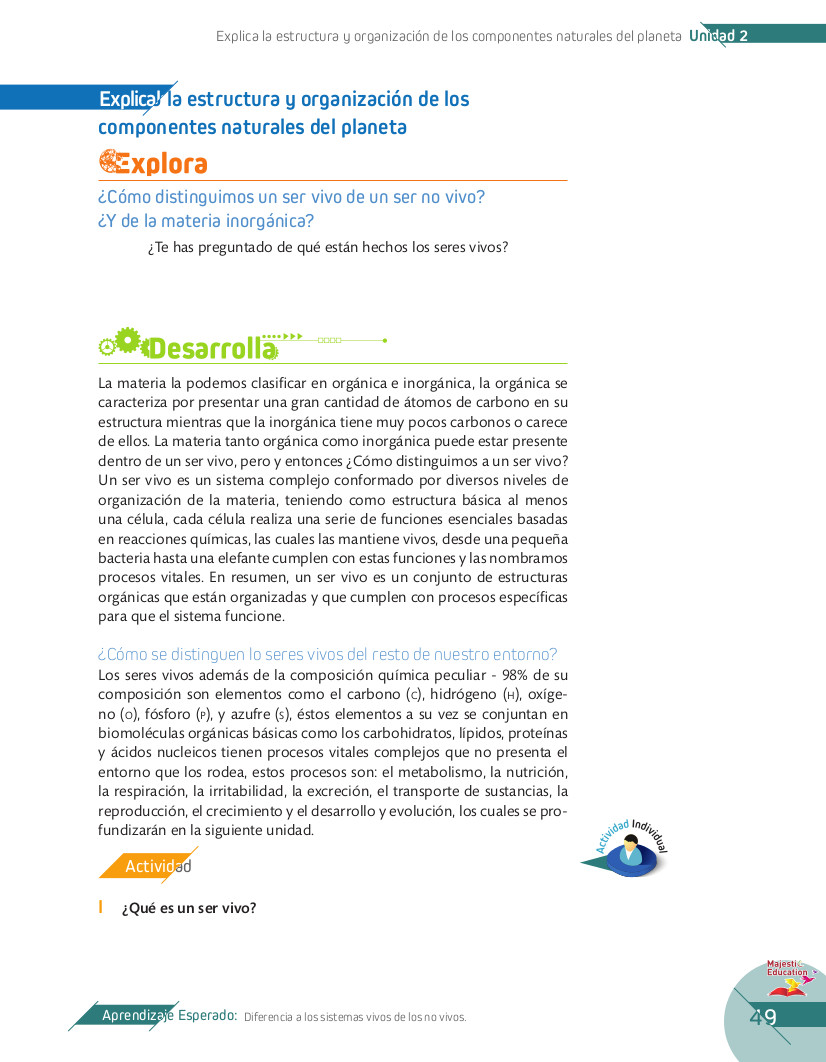 Explica la estructura y organización de los componentes naturales del planeta Unidad 2
Explica la estructura y organización de los
componentes naturales del planeta
Explora
¿Cómo distinguimos un ser vivo de un ser no vivo?
¿Y de la materia inorgánica?
¿Te has preguntado de qué están hechos los seres vivos?
Desarrolla
La materia la podemos clasificar en orgánica e inorgánica, la orgánica se
caracteriza por presentar una gran cantidad de átomos de carbono en su
estructura mientras que la inorgánica tiene muy pocos carbonos o carece
de ellos. La materia tanto orgánica como inorgánica puede estar presente
dentro de un ser vivo, pero y entonces ¿Cómo distinguimos a un ser vivo?
Un ser vivo es un sistema complejo conformado por diversos niveles de
organización de la materia, teniendo como estructura básica al menos
una célula, cada célula realiza una serie de funciones esenciales basadas
en reacciones químicas, las cuales las mantiene vivos, desde una pequeña
bacteria hasta una elefante cumplen con estas funciones y las nombramos
procesos vitales. En resumen, un ser vivo es un conjunto de estructuras
orgánicas que están organizadas y que cumplen con procesos específicas
para que el sistema funcione.
¿Cómo se distinguen lo seres vivos del resto de nuestro entorno?
Los seres vivos además de la composición química peculiar - 98% de su
composición son elementos como el carbono (C), hidrógeno (H), oxíge-
no (O), fósforo (P), y azufre (S), éstos elementos a su vez se conjuntan en
biomoléculas orgánicas básicas como los carbohidratos, lípidos, proteínas
y ácidos nucleicos tienen procesos vitales complejos que no presenta el
entorno que los rodea, estos procesos son: el metabolismo, la nutrición,
la respiración, la irritabilidad, la excreción, el transporte de sustancias, la
reproducción, el crecimiento y el desarrollo y evolución, los cuales se pro-
fundizarán en la siguiente unidad.
Actividad Individual
Actividad
I ¿Qué es un ser vivo?
Majestic
Education
Aprendizaje Esperado: Diferencia a los sistemas vivos de los no vivos.
49